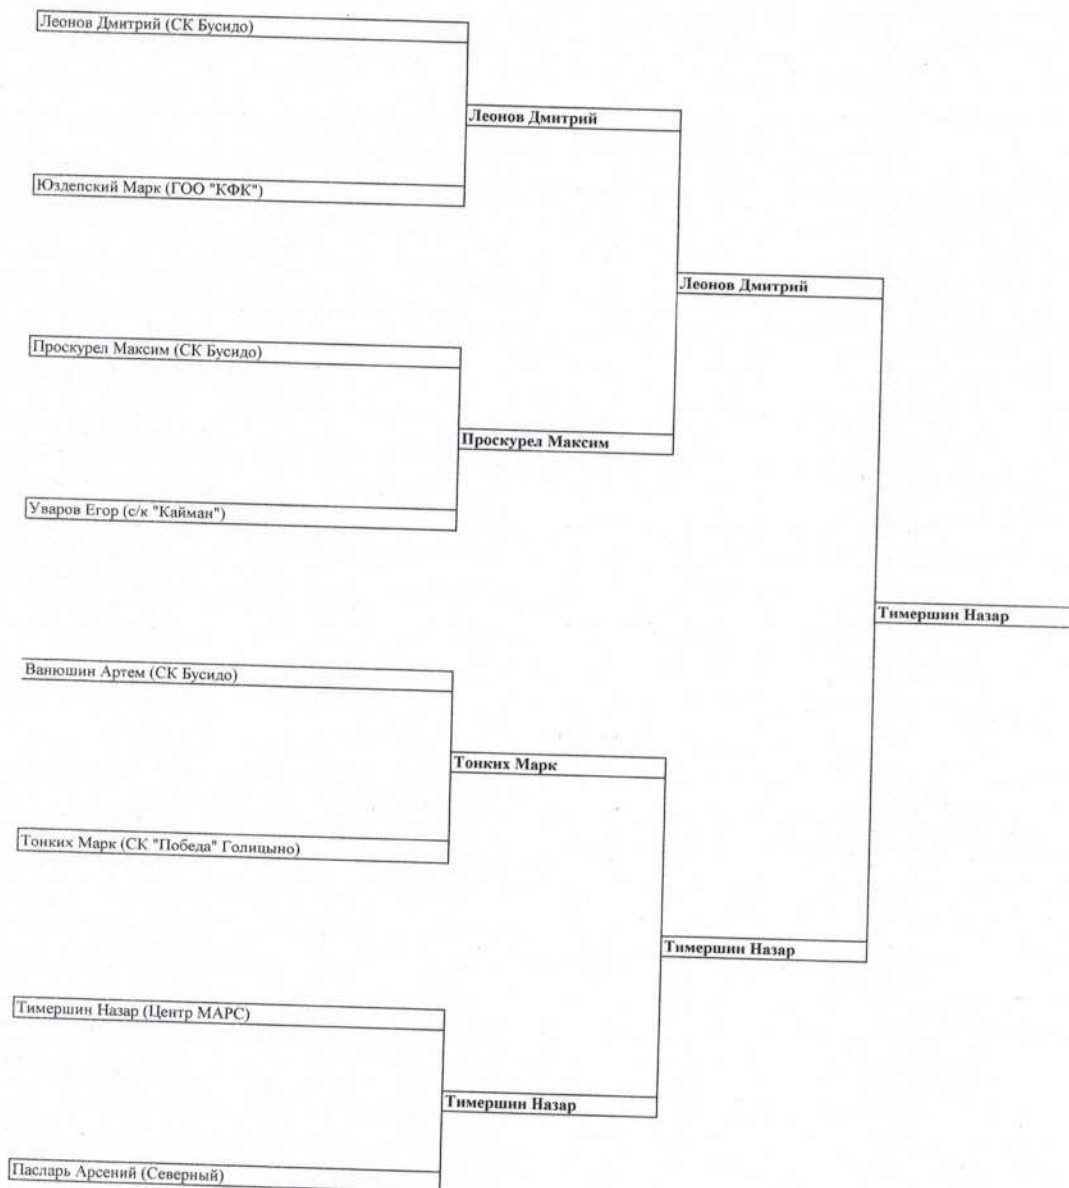 Леонов Дмитрий (СК Бусидо)
Леонов Дмитрий
Юздепский Марк (ГОО "КФК")
Леонов Дмитрий
Проскурел Максим (СК Бусидо)
Проскурел Максим
Уваров Егор (с/к "Кайман")
Тимершин Назар
Ванюшин Артем (СК Бусидо)
Тонких Марк
Тонких Марк (СК "Победа" Голицыно)
Тимершин Назар
Тимершин Назар (Центр МАРС)
Тимершин Назар
Пасларь Арсений (Северный)